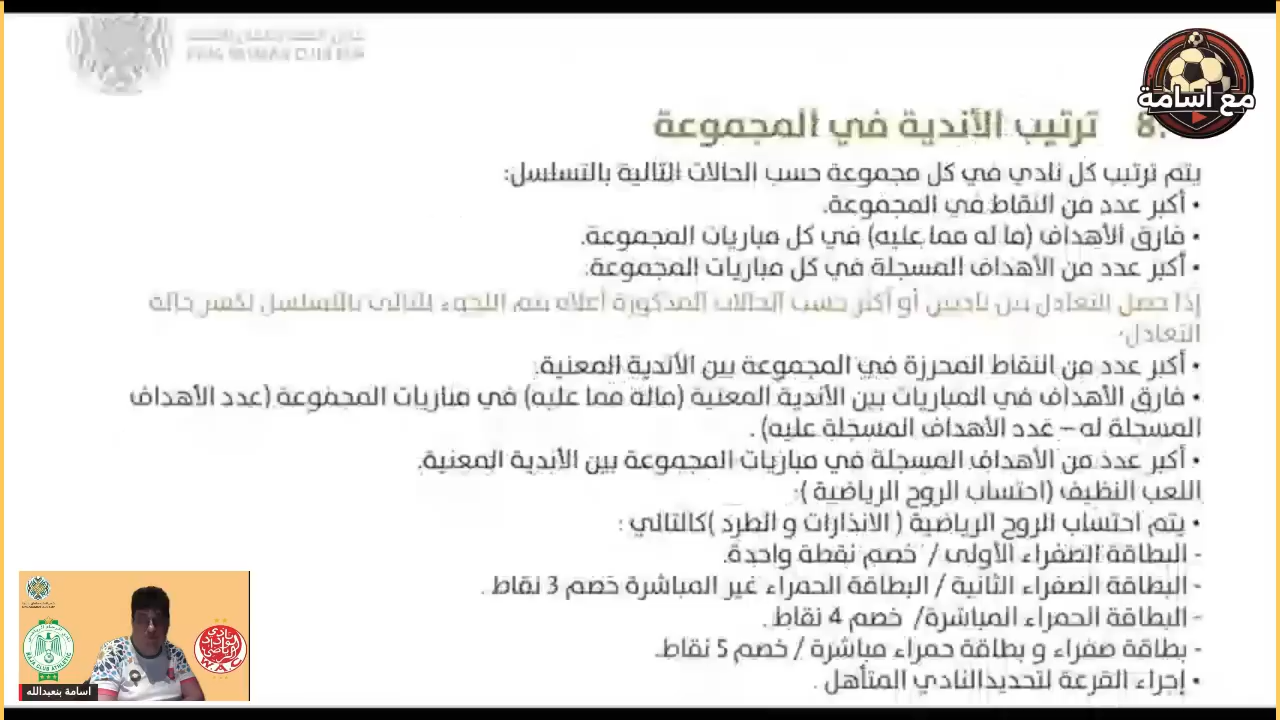 مع اسامة
8. ترتيب الأندية في المجموعة
يتم ترتيب كل نادي في كل مجموعة حسب الحالات التالية بالتسلسل:
• أكبر عدد من النقاط في المجموعة.
• فارق الأهداف (ما له مما عليه) في كل مباريات المجموعة.
• أكبر عدد من الأهداف المسجلة في كل مباريات المجموعة.
إذا حصل التعادل بين ناديين أو أكثر حسب الحالات المذكورة أعلاه يتم اللجوء للتالي بالتسلسل لكسر حالة
التعادل:
• أكبر عدد من النقاط المحرزة في المجموعة بين الأندية المعنية.
• فارق الأهداف في المباريات بين الأندية المعنية (ماله مما عليه) في مباريات المجموعة (عدد الأهداف
المسجلة له – عدد الأهداف المسجلة عليه) .
• أكبر عدد من الأهداف المسجلة في مباريات المجموعة بين الأندية المعنية.
اللعب النظيف (احتساب الروح الرياضية ):
• يتم احتساب الروح الرياضية ( الانذارات و الطرد )كالتالي :
- البطاقة الصفراء الأولى / خصم نقطة واحدة.
- البطاقة الصفراء الثانية / البطاقة الحمراء غير المباشرة خصم 3 نقاط .
- البطاقة الحمراء المباشرة/ خصم 4 نقاط .
- بطاقة صفراء و بطاقة حمراء مباشرة / خصم 5 نقاط.
• إجراء القرعة لتحديدالنادي المتأهل .
اسامة بنعبدالله